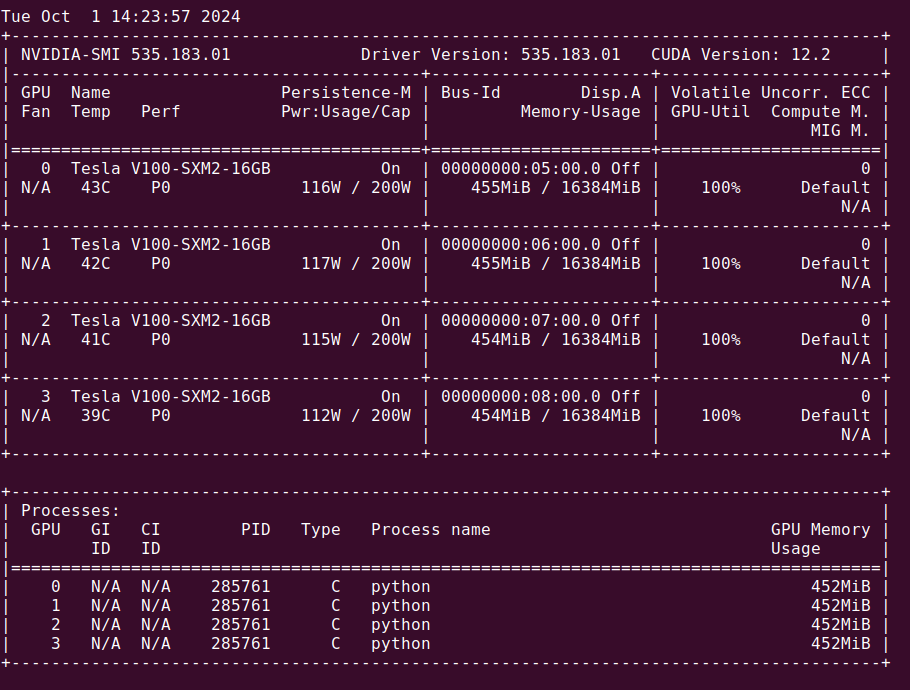 Tue Oct  1 14:23:57 2024
+---------------------------------------------------------------------------------------+
| NVIDIA-SMI 535.183.01             Driver Version: 535.183.01   CUDA Version: 12.2     |
|-----------------------------------------+----------------------+----------------------+
| GPU  Name                 Persistence-M | Bus-Id        Disp.A | Volatile Uncorr. ECC |
| Fan  Temp   Perf          Pwr:Usage/Cap |         Memory-Usage | GPU-Util  Compute M. |
|                                         |                      |               MIG M. |
|=========================================+======================+======================|
|   0  Tesla V100-SXM2-16GB           On  | 00000000:05:00.0 Off |                    0 |
| N/A   43C    P0             116W / 200W |    455MiB / 16384MiB |    100%      Default |
|                                         |                      |                  N/A |
+-----------------------------------------+----------------------+----------------------+
|   1  Tesla V100-SXM2-16GB           On  | 00000000:06:00.0 Off |                    0 |
| N/A   42C    P0             117W / 200W |    455MiB / 16384MiB |    100%      Default |
|                                         |                      |                  N/A |
+-----------------------------------------+----------------------+----------------------+
|   2  Tesla V100-SXM2-16GB           On  | 00000000:07:00.0 Off |                    0 |
| N/A   41C    P0             115W / 200W |    454MiB / 16384MiB |    100%      Default |
|                                         |                      |                  N/A |
+-----------------------------------------+----------------------+----------------------+
|   3  Tesla V100-SXM2-16GB           On  | 00000000:08:00.0 Off |                    0 |
| N/A   39C    P0             112W / 200W |    454MiB / 16384MiB |    100%      Default |
|                                         |                      |                  N/A |
+-----------------------------------------+----------------------+----------------------+

+---------------------------------------------------------------------------------------+
| Processes:                                                                            |
|  GPU   GI   CI        PID   Type   Process name                            GPU Memory |
|        ID   ID                                                             Usage      |
|=======================================================================================|
|    0   N/A  N/A    285761      C   python                                      452MiB |
|    1   N/A  N/A    285761      C   python                                      452MiB |
|    2   N/A  N/A    285761      C   python                                      452MiB |
|    3   N/A  N/A    285761      C   python                                      452MiB |
+---------------------------------------------------------------------------------------+